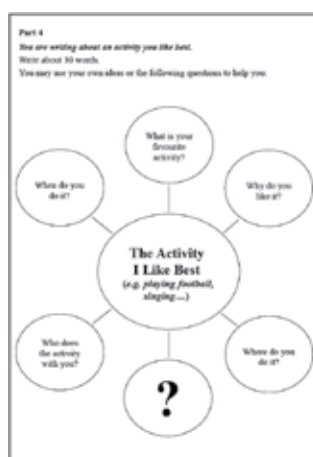 Part 4
You are writing about an activity you like best.
Write about 30 words.
You may use your own ideas or the following questions to help you:
What is your
favourite
activity?
When do you
do it?
Why do you
like it?
The Activity
I Like Best
(e.g. playing football,
singing....)
Who does
the activity
with you?
Where do you
do it?
?